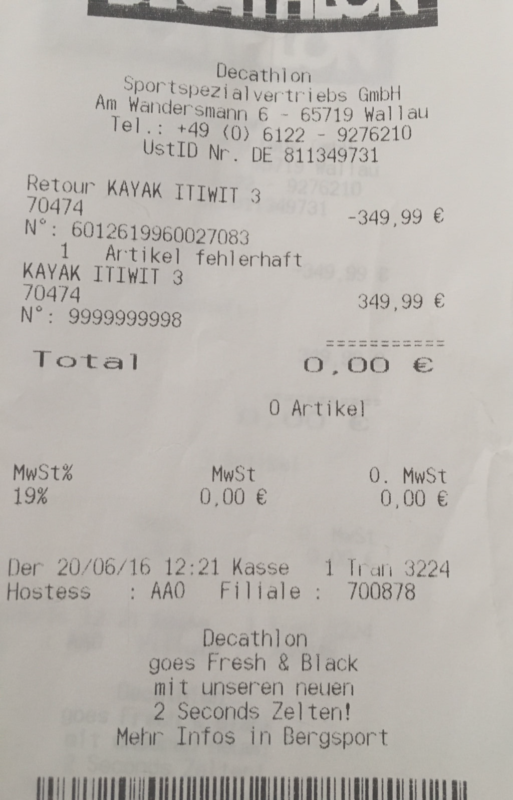 DECATHLON
Decathlon
Sportspezialvertriebs GmbH
Am Wandersmann 6 - 65719 Wallau
Tel.: +49 (0) 6122 - 9276210
UstID Nr. DE 811349731
Retour KAYAK ITIWIT 3
70474 -349,99 €
N°: 6012619960027083
1 Artikel fehlerhaft
KAYAK ITIWIT 3
70474 349,99 €
N°: 9999999998
===========
Total 0,00 €
0 Artikel
MwSt% MwSt O. MwSt
19% 0,00 € 0,00 €
Der 20/06/16 12:21 Kasse 1 Tran 3224
Hostess : AAO Filiale : 700878
Decathlon
goes Fresh & Black
mit unseren neuen
2 Seconds Zelten!
Mehr Infos in Bergsport